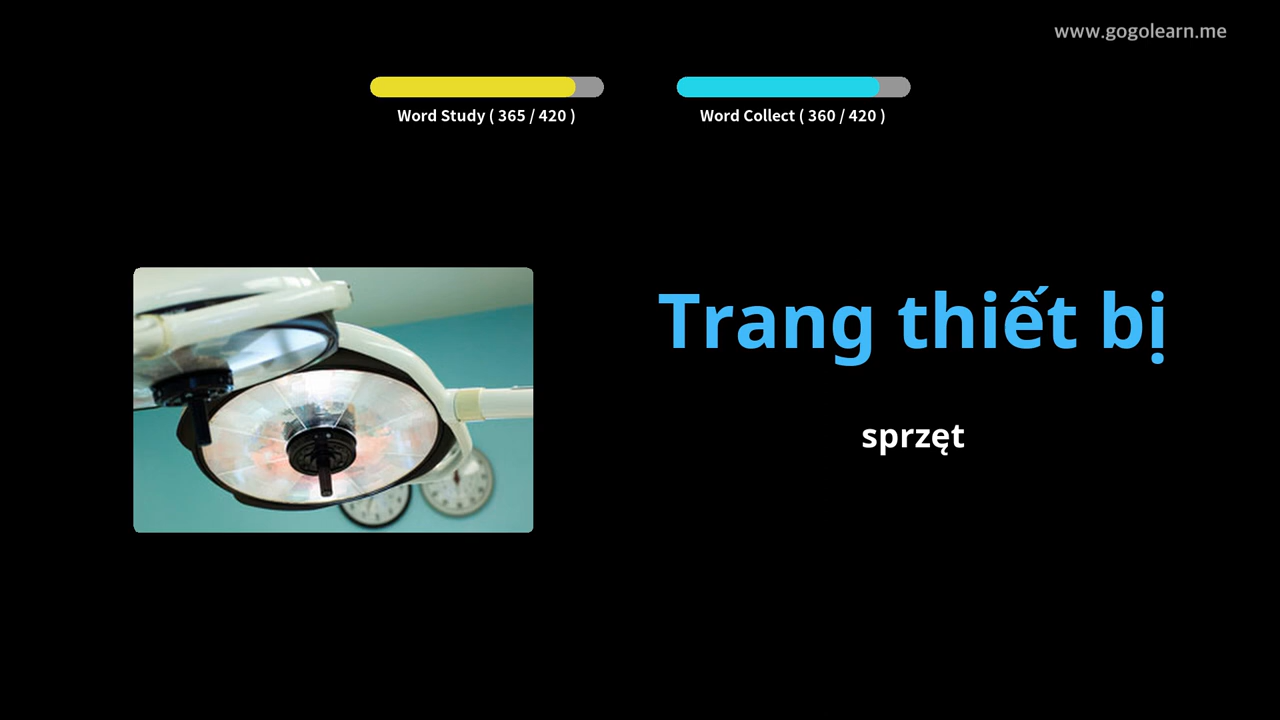 www.gogolearn.me
Word Study ( 365 / 420 )
Word Collect ( 360 / 420 )
Trang thiết bị
sprzęt